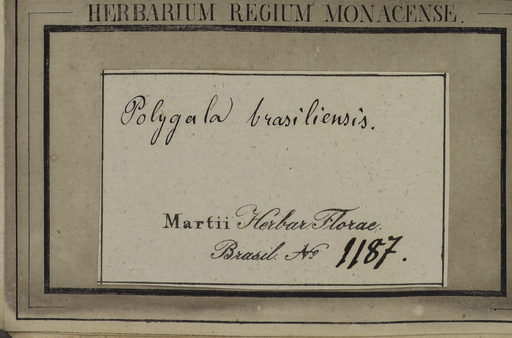 HERBARIUM REGIUM MONACENSE.
Polygala brasiliensis.
Martii Herbar. Florae.
Brasil. No 1187.